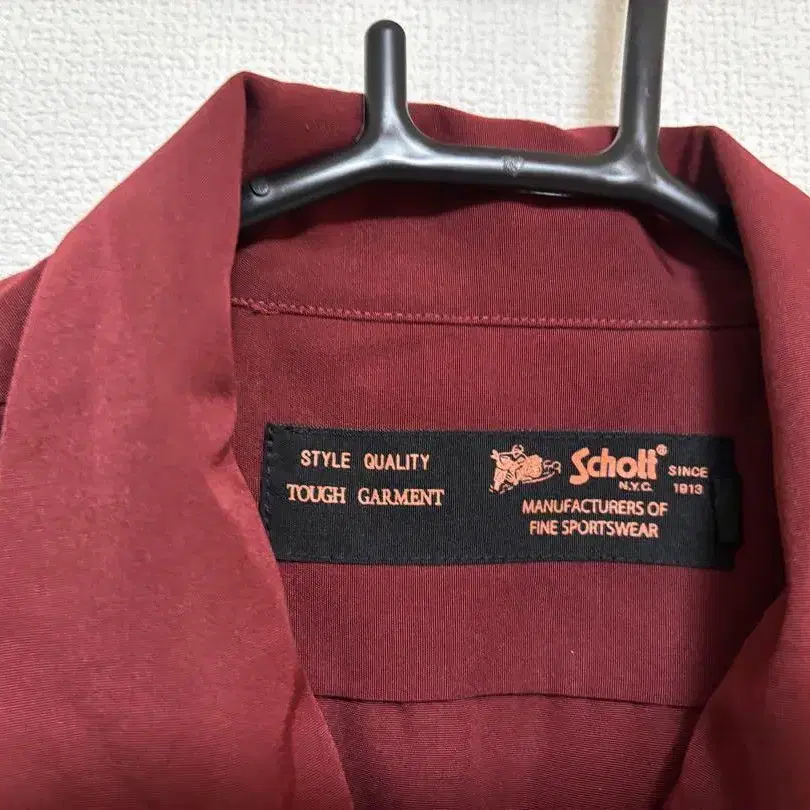 STYLE QUALITY
TOUGH GARMENT
Schott®
N.Y.C.
SINCE
1913
MANUFACTURERS OF
FINE SPORTSWEAR